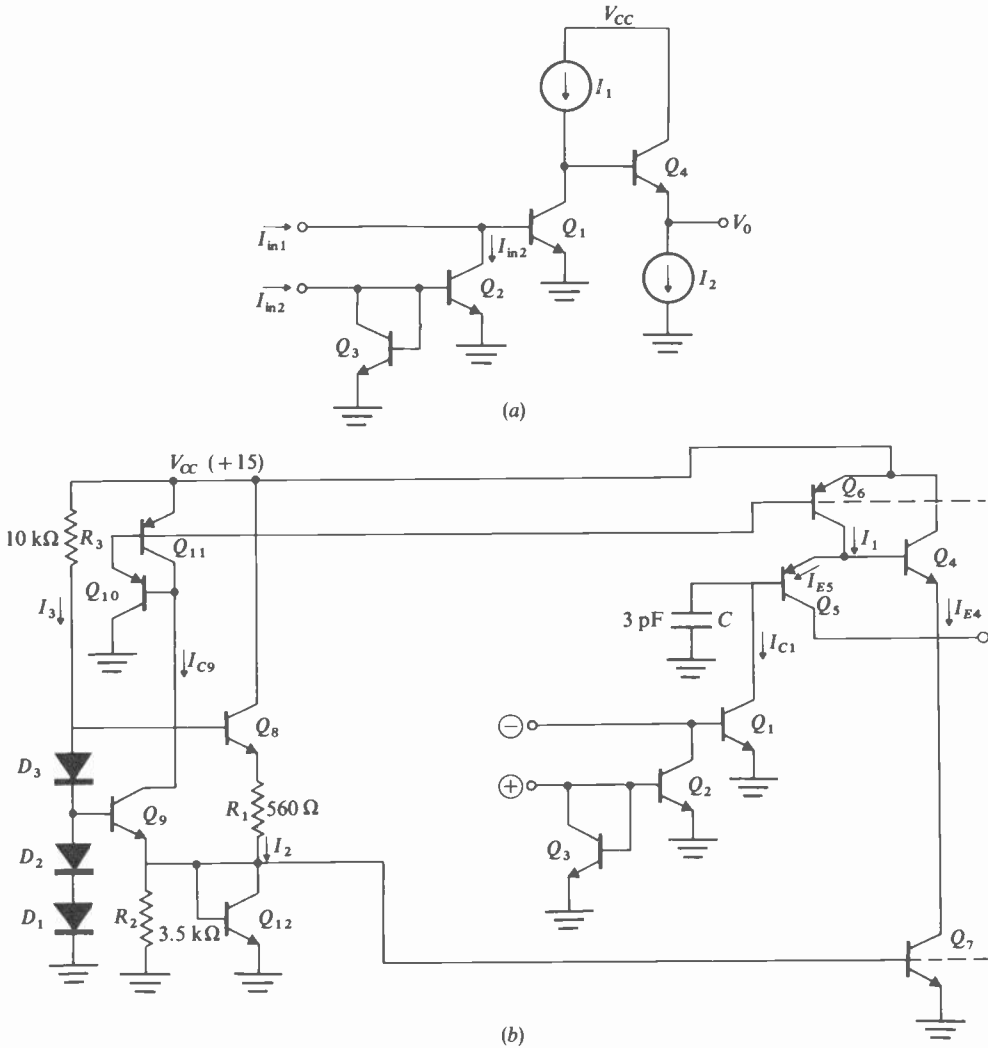 V_CC
I_1
Q_4
I_in1
I_in2
Q_1
V_0
I_in2
Q_2
I_2
Q_3
(a)
V_CC (+15)
Q_6
10 kΩ
R_3
Q_11
I_1
Q_4
Q_10
I_E5
I_3
3 pF
C
Q_5
I_E4
I_C9
I_C1
Q_8
−
Q_1
D_3
Q_9
R_1
560 Ω
+
Q_2
D_2
I_2
Q_3
D_1
R_2
3.5 kΩ
Q_12
Q_7
(b)